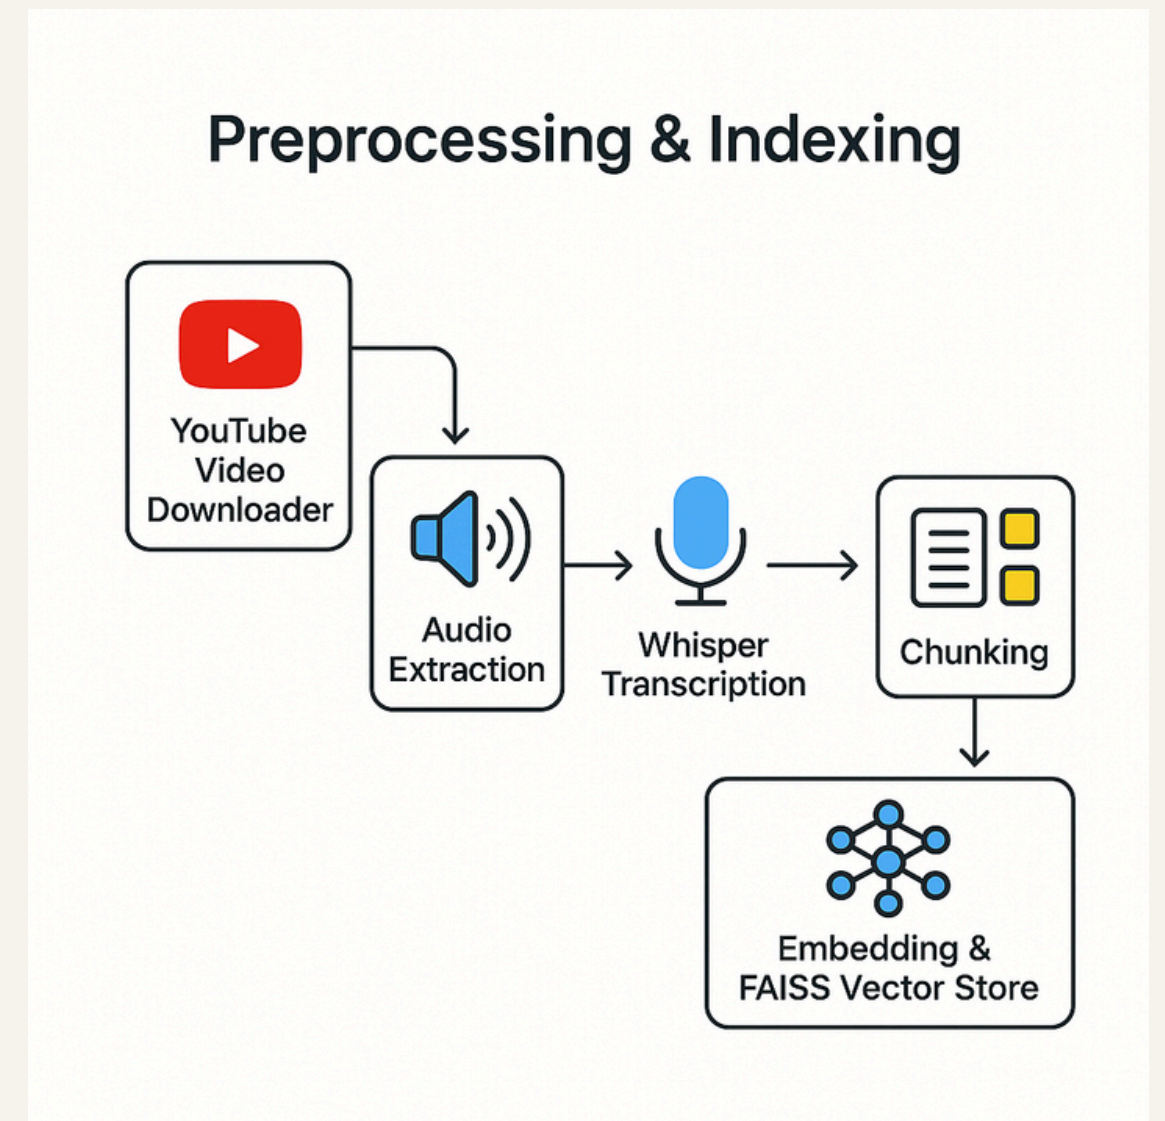 Preprocessing & Indexing
YouTube
Video
Downloader
Audio
Extraction
Whisper
Transcription
Chunking
Embedding &
FAISS Vector Store